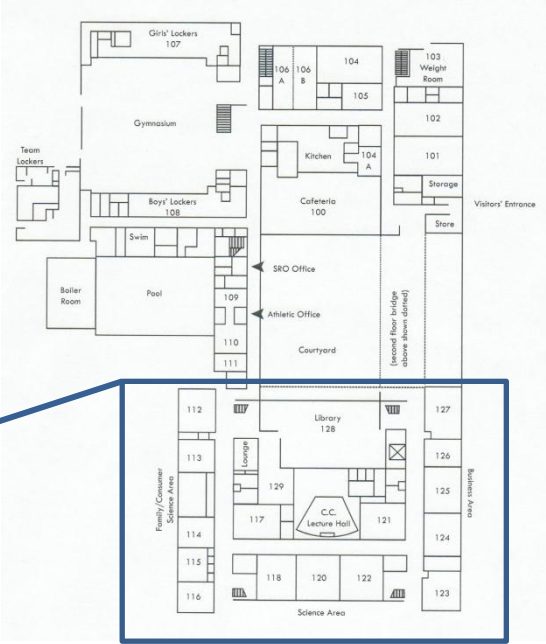 Girls' Lockers
107
106
A
106
B
104
105
103
Weight
Room
102
101
Gymnasium
Team
Lockers
Kitchen
104
A
Storage
Visitors' Entrance
Store
Boys' Lockers
108
Cafeteria
100
Swim
SRO Office
Boiler
Room
Pool
109
Athletic Office
110
111
Courtyard
(second floor bridge
above shown dotted)
112
Library
128
127
113
Lounge
126
129
125
Family/Consumer
Science Area
Business Area
117
C.C.
Lecture Hall
121
114
124
115
118
120
122
116
123
Science Area